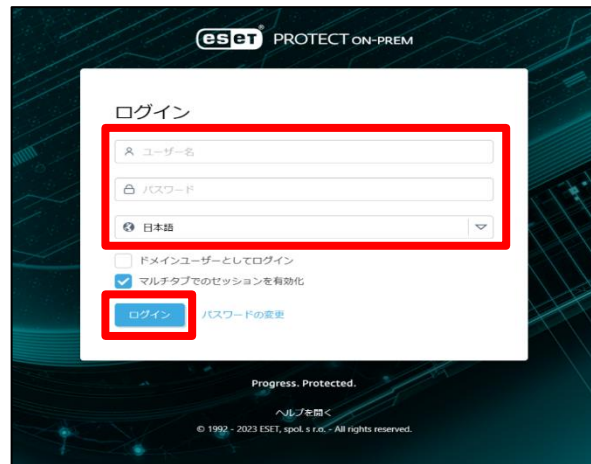 eset PROTECT ON-PREM
ログイン
ユーザー名
パスワード
日本語
ドメインユーザーとしてログイン
マルチタブでのセッションを有効化
ログイン パスワードの変更
Progress. Protected.
ヘルプを開く
© 1992 - 2023 ESET, spol. s r.o. - All rights reserved.